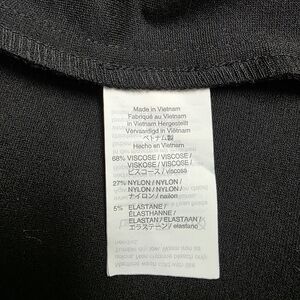 Made in Vietnam
Fabriqué au Vietnam
In Vietnam Hergestellt
Vervaardigd in Vietnam
ベトナム製
Hecho en Vietnam
68% VISCOSE / VISCOSE /
VISKOSE / VISCOSE /
ビスコース / viscosa
27% NYLON / NYLON /
NYLON / NYLON /
ナイロン / nailon
5% ELASTANE /
ÉLASTHANNE /
ELASTAN / ELASTAAN /
エラステーン / elastano